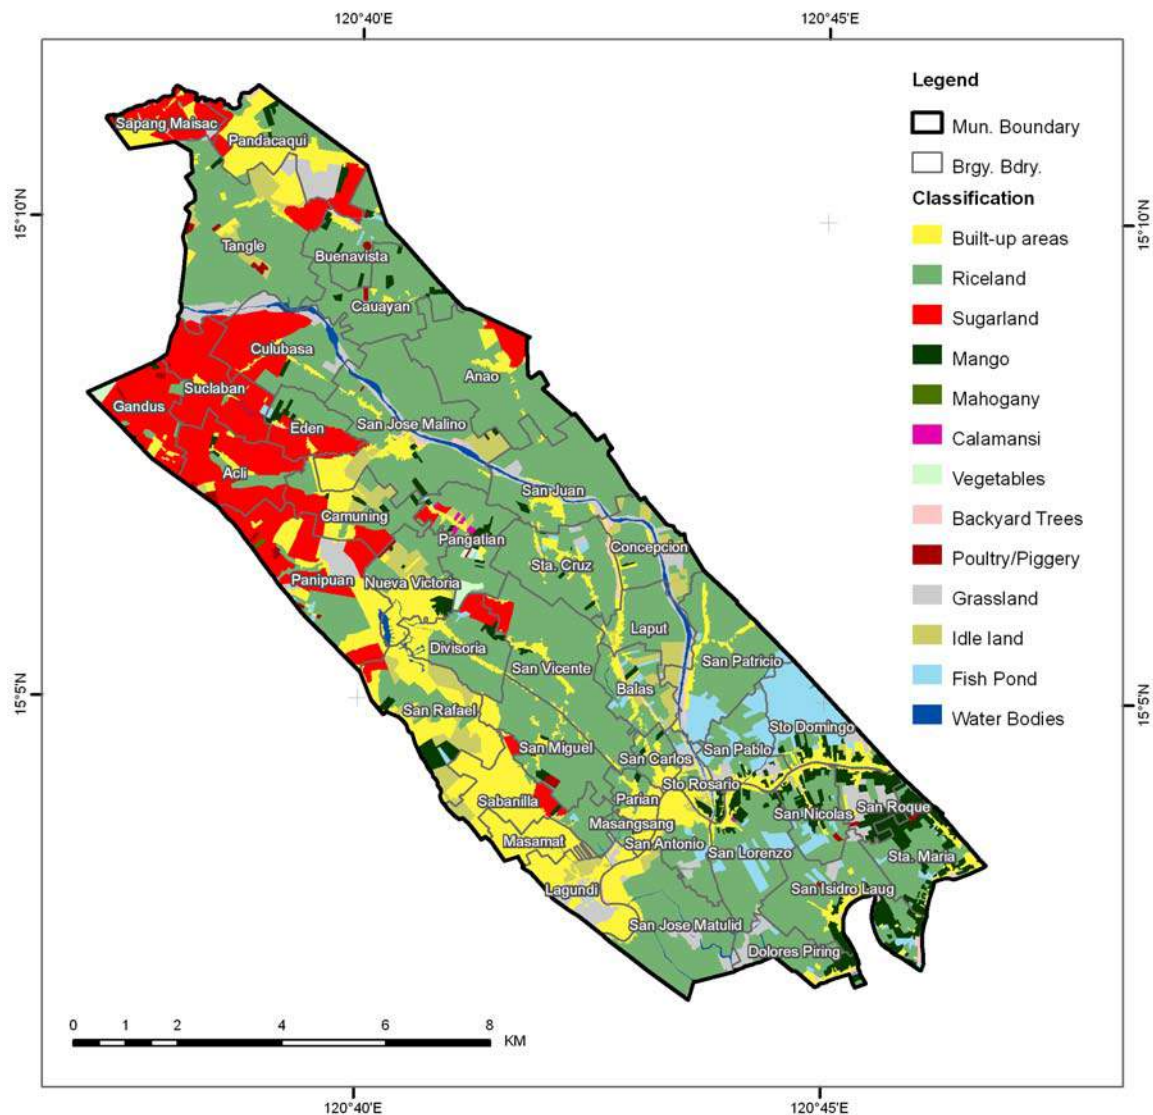 120°40'E
120°45'E
15°10'N
15°10'N
15°5'N
15°5'N
120°40'E
120°45'E
Legend
Mun. Boundary
Brgy. Bdry.
Classification
Built-up areas
Riceland
Sugarland
Mango
Mahogany
Calamansi
Vegetables
Backyard Trees
Poultry/Piggery
Grassland
Idle land
Fish Pond
Water Bodies
Sapang Maisac
Pandacaqui
Tangle
Buenavista
Cauayan
Culubasa
Anao
Suclaban
Gandus
Eden
San Jose Malino
Acli
San Juan
Camuning
Pangatlan
Concepcion
Sta. Cruz
Panipuan
Nueva Victoria
Laput
Divisoria
San Vicente
San Patricio
Balas
San Rafael
Sto Domingo
San Miguel
San Pablo
San Carlos
Sto Rosario
Sabanilla
Parian
San Nicolas
San Roque
Masangsang
Masamat
San Antonio
San Lorenzo
Sta. Maria
Lagundi
San Isidro Laug
San Jose Matulid
Dolores Piring
0 1 2 4 6 8
KM